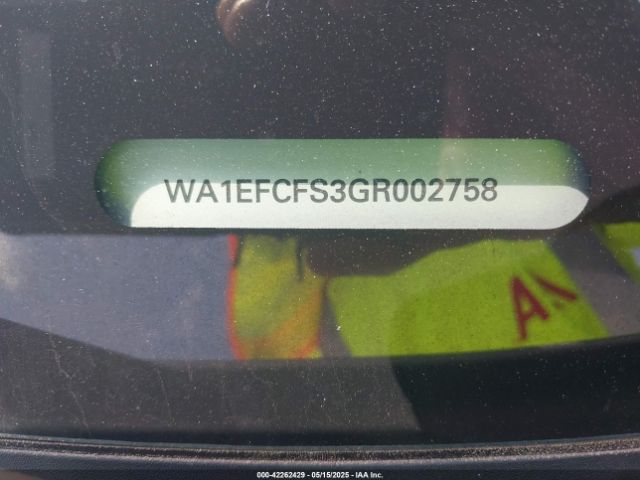 WA1EFCFS3GR002758
000-42262429 - 05/15/2025 - IAA Inc.